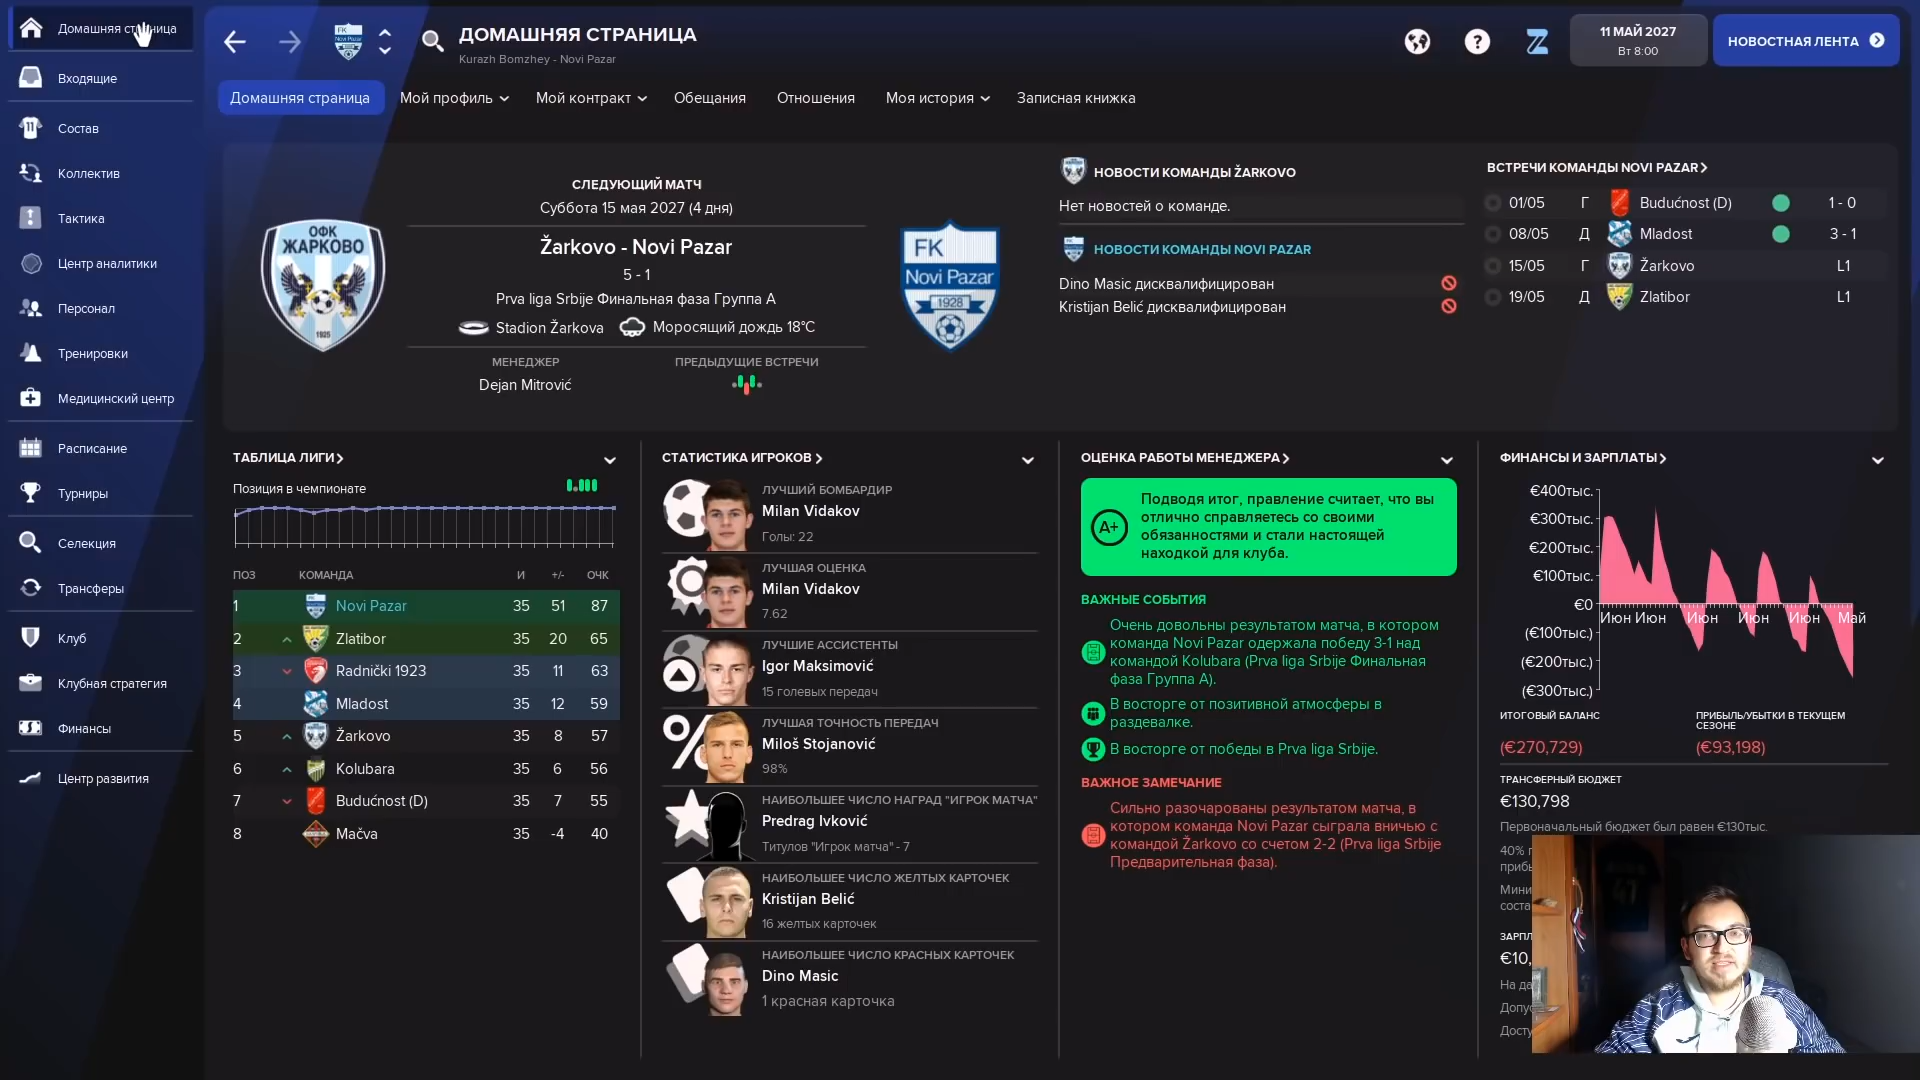 Домашняя страница
Входящие
Состав
Коллектив
Тактика
Центр аналитики
Персонал
Тренировки
Медицинский центр
Расписание
Турниры
Селекция
Трансферы
Клуб
Клубная стратегия
Финансы
Центр развития
FK
Novi Pazar
ДОМАШНЯЯ СТРАНИЦА
Kurazh Bomzhey - Novi Pazar
11 МАЙ 2027
Вт 8:00
НОВОСТНАЯ ЛЕНТА
Домашняя страница
Мой профиль
Мой контракт
Обещания
Отношения
Моя история
Записная книжка
ОФК
ЖАРКОВО
1925
СЛЕДУЮЩИЙ МАТЧ
Суббота 15 мая 2027 (4 дня)
Žarkovo - Novi Pazar
5 - 1
Prva liga Srbije Финальная фаза Группа A
Stadion Žarkova
Моросящий дождь 18°C
МЕНЕДЖЕР
Dejan Mitrović
ПРЕДЫДУЩИЕ ВСТРЕЧИ
FK
Novi Pazar
1928
НОВОСТИ КОМАНДЫ ŽARKOVO
Нет новостей о команде.
НОВОСТИ КОМАНДЫ NOVI PAZAR
Dino Masic дисквалифицирован
Kristijan Belić дисквалифицирован
ВСТРЕЧИ КОМАНДЫ NOVI PAZAR
01/05 Г Budućnost (D) 1 - 0
08/05 Д Mladost 3 - 1
15/05 Г Žarkovo L1
19/05 Д Zlatibor L1
ТАБЛИЦА ЛИГИ
Позиция в чемпионате
ПОЗ КОМАНДА И +/- ОЧК
1 Novi Pazar 35 51 87
2 Zlatibor 35 20 65
3 Radnički 1923 35 11 63
4 Mladost 35 12 59
5 Žarkovo 35 8 57
6 Kolubara 35 6 56
7 Budućnost (D) 35 7 55
8 Mačva 35 -4 40
СТАТИСТИКА ИГРОКОВ
ЛУЧШИЙ БОМБАРДИР
Milan Vidakov
Голы: 22
ЛУЧШАЯ ОЦЕНКА
Milan Vidakov
7.62
ЛУЧШИЕ АССИСТЕНТЫ
Igor Maksimović
15 голевых передач
ЛУЧШАЯ ТОЧНОСТЬ ПЕРЕДАЧ
Miloš Stojanović
98%
НАИБОЛЬШЕЕ ЧИСЛО НАГРАД "ИГРОК МАТЧА"
Predrag Ivković
Титулов "Игрок матча" - 7
НАИБОЛЬШЕЕ ЧИСЛО ЖЕЛТЫХ КАРТОЧЕК
Kristijan Belić
16 желтых карточек
НАИБОЛЬШЕЕ ЧИСЛО КРАСНЫХ КАРТОЧЕК
Dino Masic
1 красная карточка
ОЦЕНКА РАБОТЫ МЕНЕДЖЕРА
A+
Подводя итог, правление считает, что вы
отлично справляетесь со своими
обязанностями и стали настоящей
находкой для клуба.
ВАЖНЫЕ СОБЫТИЯ
Очень довольны результатом матча, в котором
команда Novi Pazar одержала победу 3-1 над
командой Kolubara (Prva liga Srbije Финальная
фаза Группа A).
В восторге от позитивной атмосферы в
раздевалке.
В восторге от победы в Prva liga Srbije.
ВАЖНОЕ ЗАМЕЧАНИЕ
Сильно разочарованы результатом матча, в
котором команда Novi Pazar сыграла вничью с
командой Žarkovo со счетом 2-2 (Prva liga Srbije
Предварительная фаза).
ФИНАНСЫ И ЗАРПЛАТЫ
€400тыс.
€300тыс.
€200тыс.
€100тыс.
€0
(€100тыс.)
(€200тыс.)
(€300тыс.)
Июн Июн Июн Июн Июн Май
ИТОГОВЫЙ БАЛАНС
(€270,729)
ПРИБЫЛЬ/УБЫТКИ В ТЕКУЩЕМ
СЕЗОНЕ
(€93,198)
ТРАНСФЕРНЫЙ БЮДЖЕТ
€130,798
Первоначальный бюджет был равен €130тыс.
40%
€10,
На